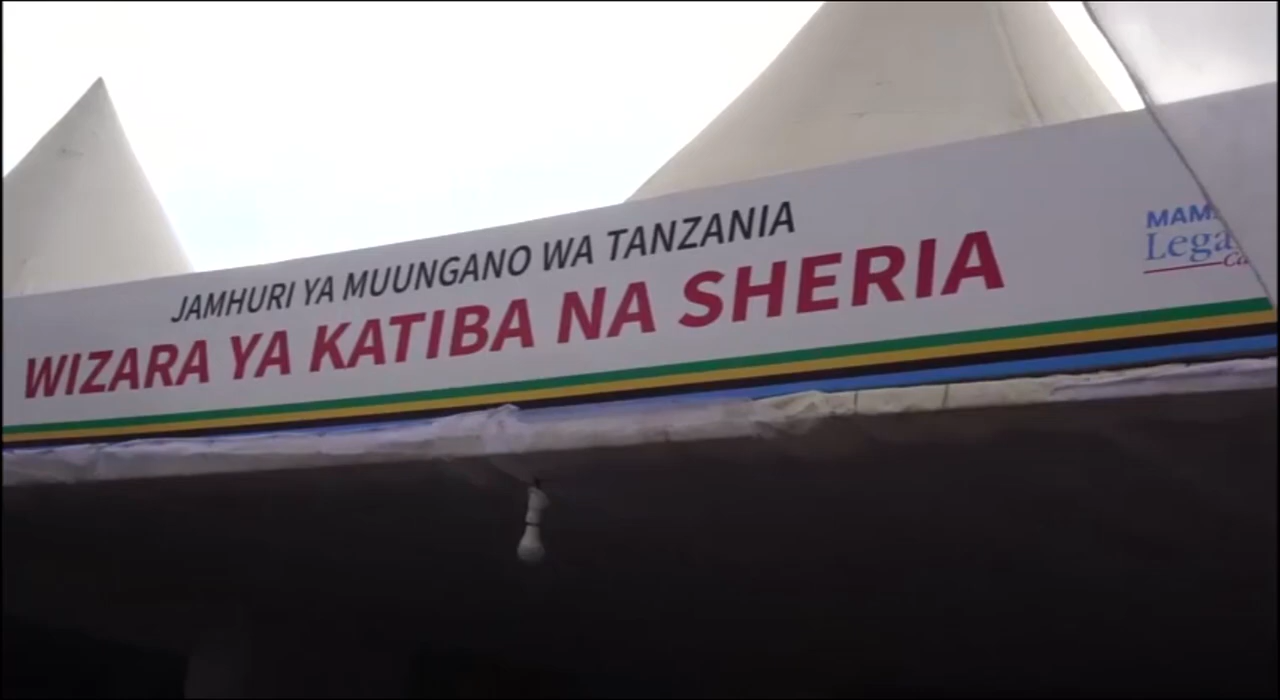 JAMHURI YA MUUNGANO WA TANZANIA
WIZARA YA KATIBA NA SHERIA